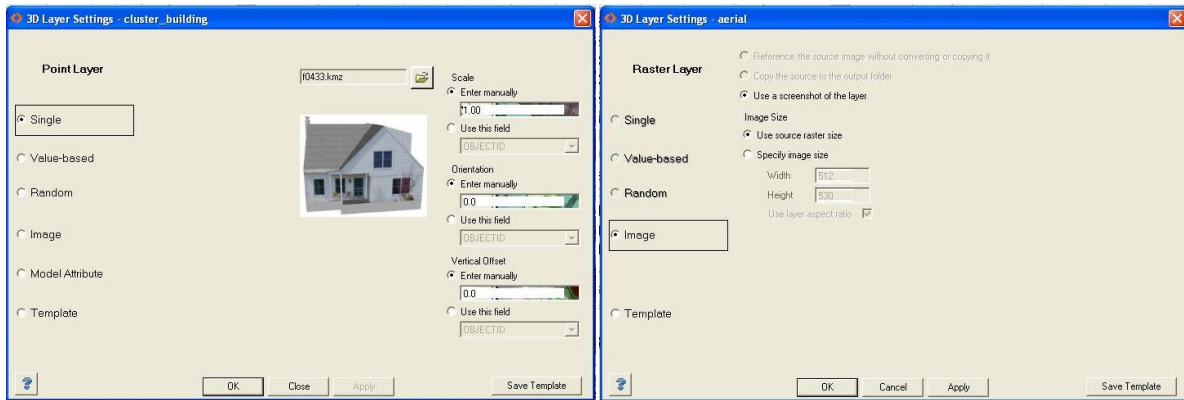 3D Layer Settings - cluster_building
Point Layer
f0433.kmz
Single
Value-based
Random
Image
Model Attribute
Template
Scale
Enter manually
1.00
Use this field
OBJECTID
Orientation
Enter manually
0.0
Use this field
OBJECTID
Vertical Offset
Enter manually
0.0
Use this field
OBJECTID
?
OK
Close
Apply
Save Template
3D Layer Settings - aerial
Raster Layer
Single
Value-based
Random
Image
Template
Reference the source image without converting or copying it
Copy the source to the output folder
Use a screenshot of the layer
Image Size
Use source raster size
Specify image size
Width 512
Height 530
Use layer aspect ratio
?
OK
Cancel
Apply
Save Template